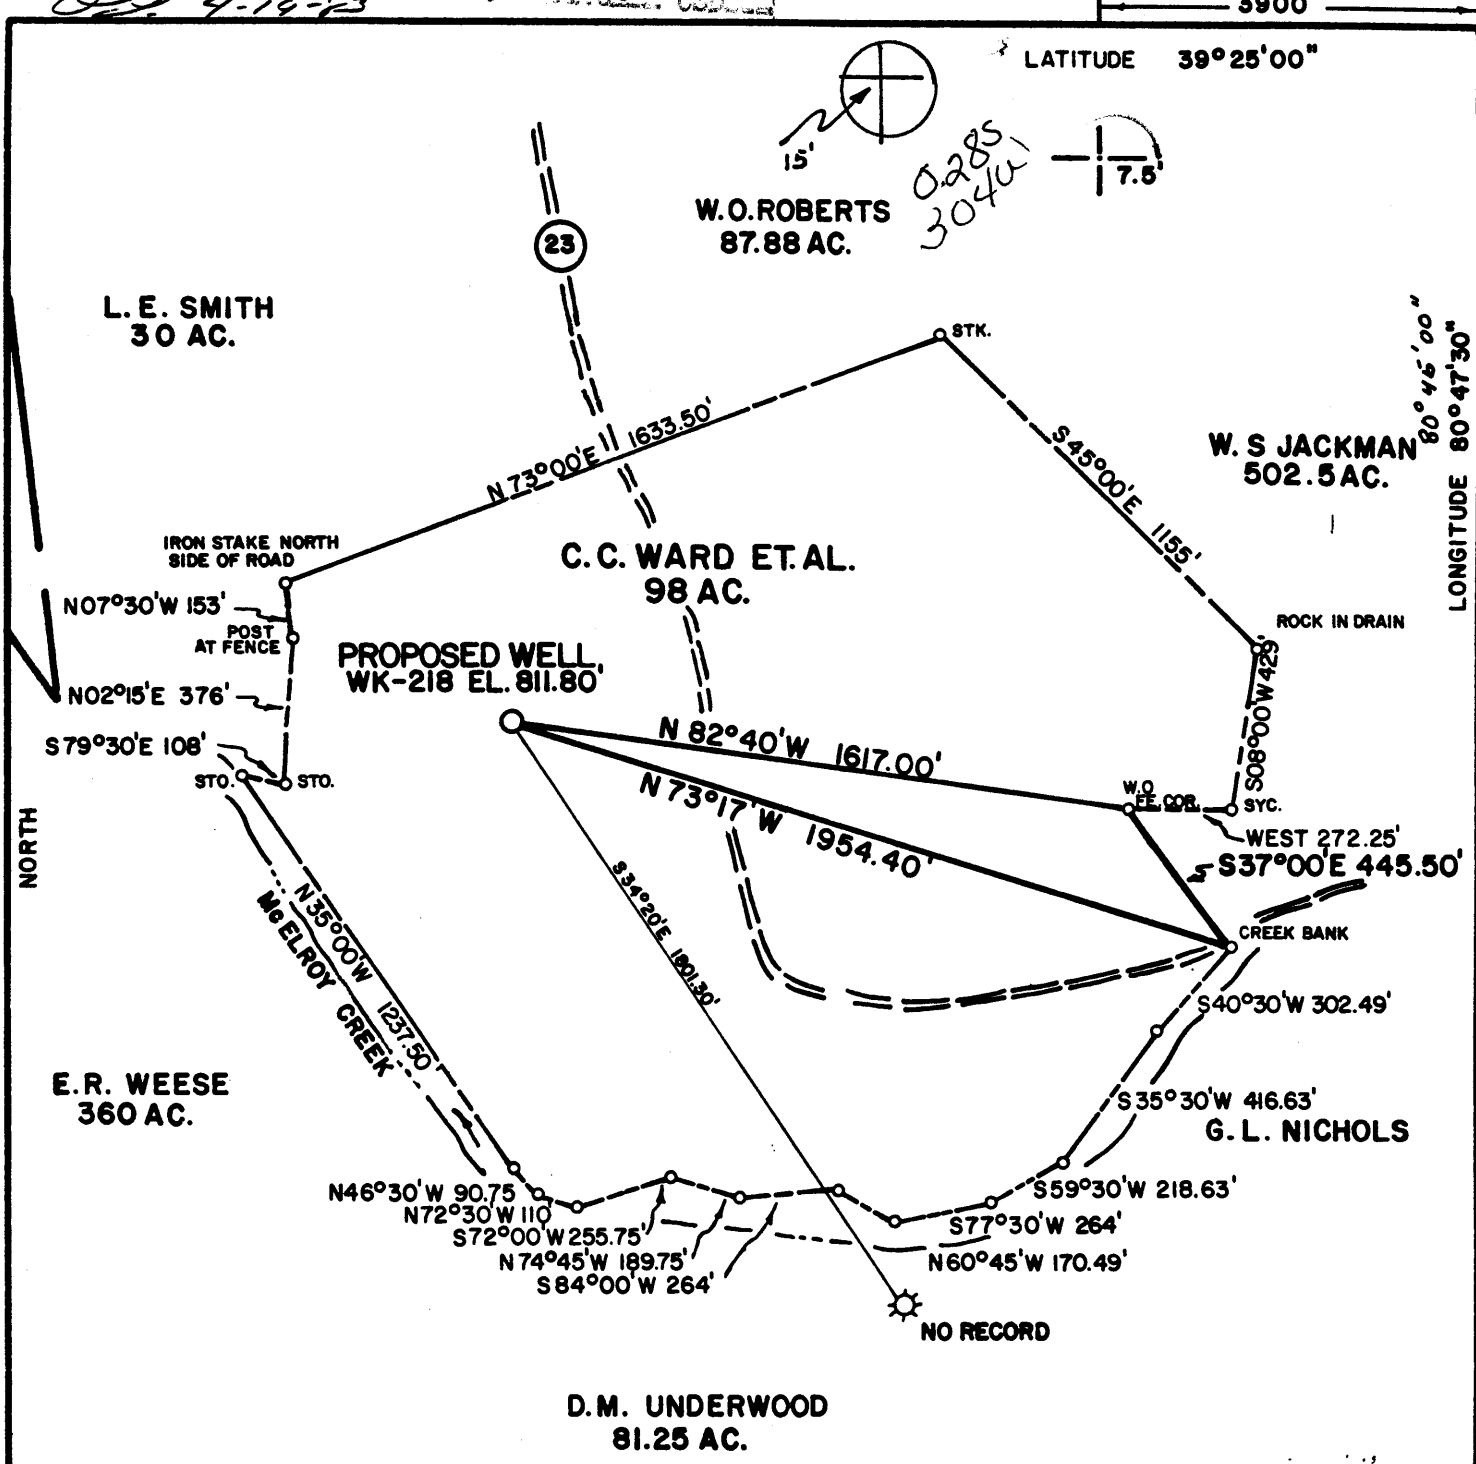 4-14-83
3900
LATITUDE 39°25'00"
15'
0.28S
3.04W
7.5'
W.O. ROBERTS
87.88 AC.
23
L. E. SMITH
30 AC.
STK.
80°45'00"
LONGITUDE 80°47'30"
N 73°00'E 1633.50'
S45°00'E 1155'
W. S JACKMAN
502.5 AC.
IRON STAKE NORTH
SIDE OF ROAD
C.C. WARD ET. AL.
98 AC.
N07°30'W 153'
POST
AT FENCE
ROCK IN DRAIN
PROPOSED WELL,
WK-218 EL. 811.80'
N02°15'E 376'
S08°00'W 429'
S79°30'E 108'
STO.
STO.
N 82°40'W 1617.00'
W.O.
FE. COR.
SYC.
N 73°17'W 1954.40'
WEST 272.25'
S37°00'E 445.50'
NORTH
S34°20'E 1801.30'
N35°00'W 1237.50'
McELROY CREEK
CREEK BANK
S40°30'W 302.49'
E.R. WEESE
360 AC.
S35°30'W 416.63'
G. L. NICHOLS
N46°30'W 90.75
S59°30'W 218.63'
N72°30'W 110
S77°30'W 264'
S72°00'W 255.75'
N74°45'W 189.75'
N60°45'W 170.49'
S84°00'W 264'
NO RECORD
D.M. UNDERWOOD
81.25 AC.